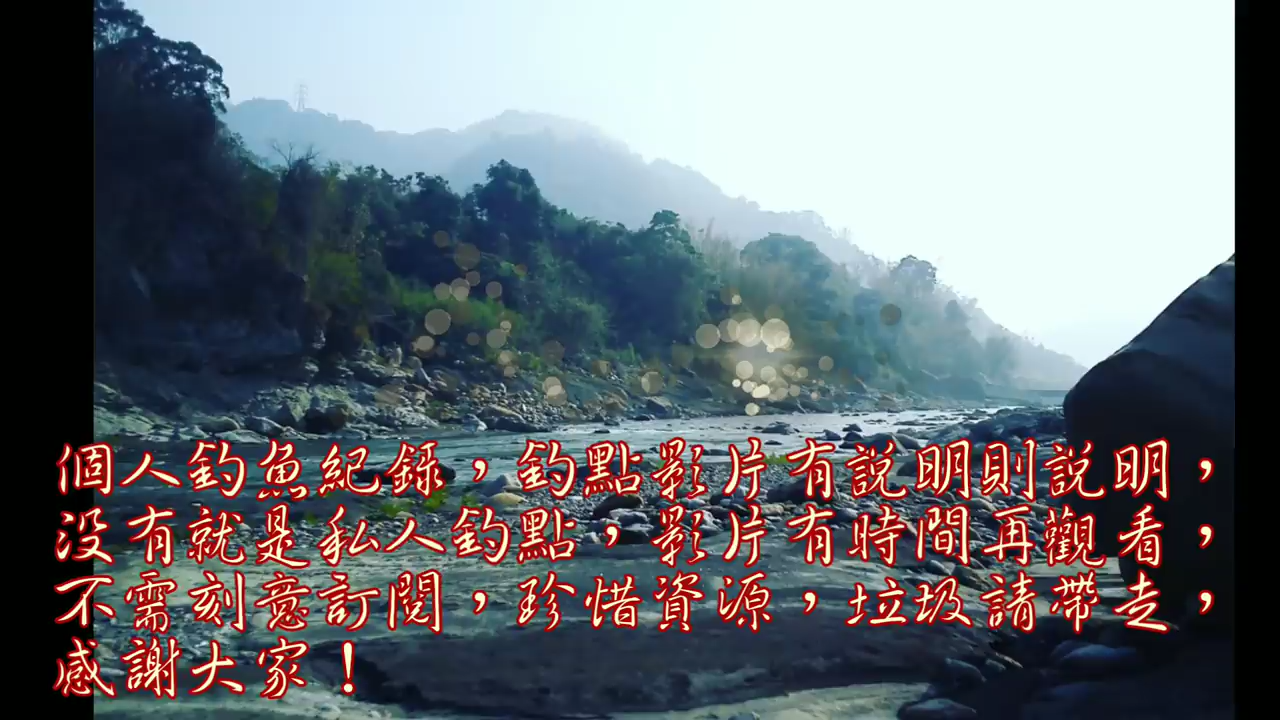 個人釣魚紀錄，釣點影片有說明則說明，
沒有就是私人釣點，影片有時間再觀看，
不需刻意訂閱，珍惜資源，垃圾請帶走，
感謝大家！